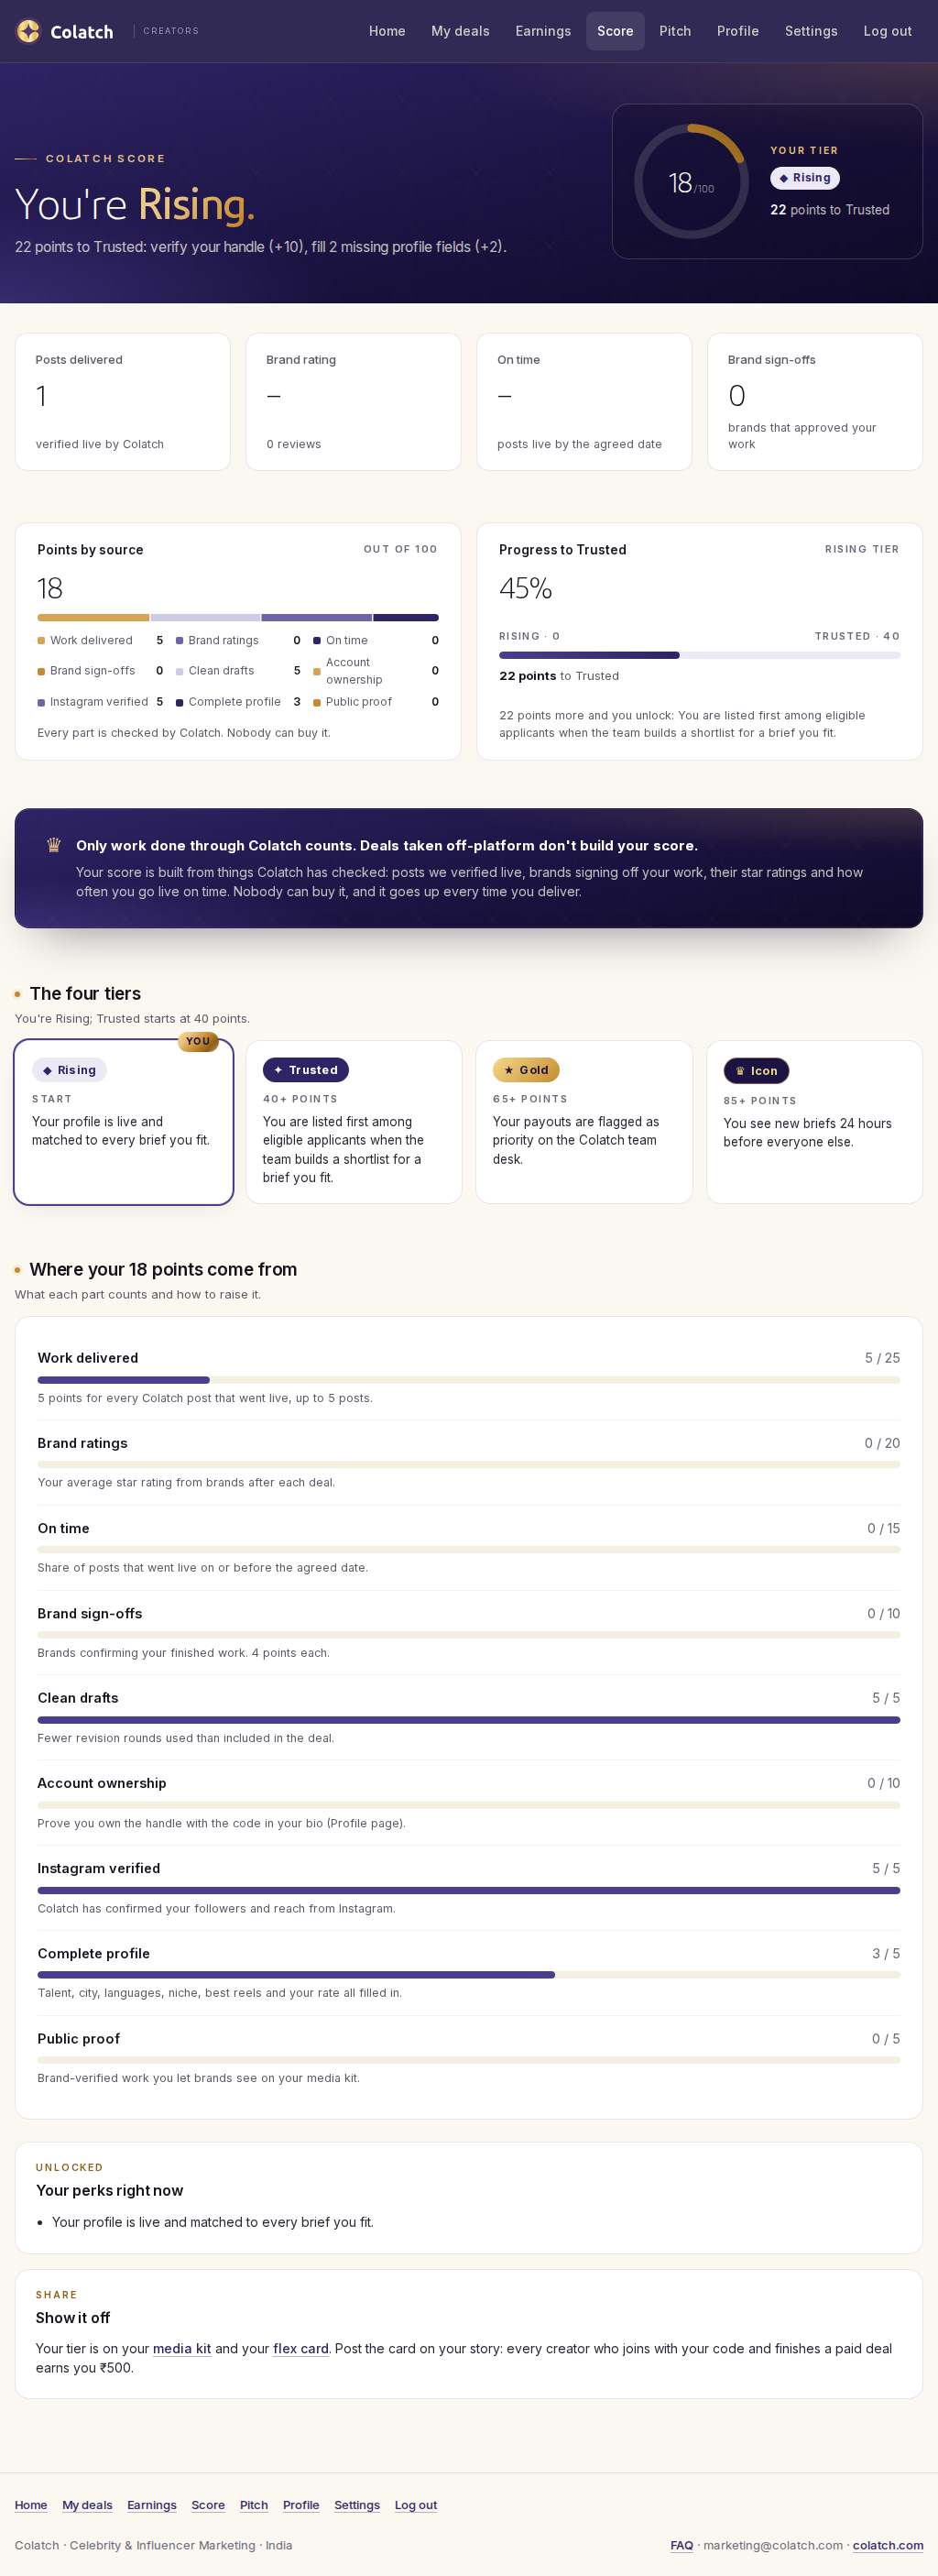 Colatch
CREATORS
Home My deals Earnings Score Pitch Profile Settings Log out
COLATCH SCORE
You're Rising.
22 points to Trusted: verify your handle (+10), fill 2 missing profile fields (+2).
18/100
YOUR TIER
◆ Rising
22 points to Trusted
Posts delivered
1
verified live by Colatch
Brand rating
–
0 reviews
On time
–
posts live by the agreed date
Brand sign-offs
0
brands that approved your
work
Points by source OUT OF 100
18
Work delivered 5 Brand ratings 0 On time 0
Brand sign-offs 0 Clean drafts 5 Account
ownership 0
Instagram verified 5 Complete profile 3 Public proof 0
Every part is checked by Colatch. Nobody can buy it.
Progress to Trusted RISING TIER
45%
RISING · 0 TRUSTED · 40
22 points to Trusted
22 points more and you unlock: You are listed first among eligible
applicants when the team builds a shortlist for a brief you fit.
♛ Only work done through Colatch counts. Deals taken off-platform don't build your score.
Your score is built from things Colatch has checked: posts we verified live, brands signing off your work, their star ratings and how
often you go live on time. Nobody can buy it, and it goes up every time you deliver.
The four tiers
You're Rising; Trusted starts at 40 points.
YOU
◆ Rising
START
Your profile is live and
matched to every brief you fit.
✦ Trusted
40+ POINTS
You are listed first among
eligible applicants when the
team builds a shortlist for a
brief you fit.
★ Gold
65+ POINTS
Your payouts are flagged as
priority on the Colatch team
desk.
♛ Icon
85+ POINTS
You see new briefs 24 hours
before everyone else.
Where your 18 points come from
What each part counts and how to raise it.
Work delivered 5 / 25
5 points for every Colatch post that went live, up to 5 posts.
Brand ratings 0 / 20
Your average star rating from brands after each deal.
On time 0 / 15
Share of posts that went live on or before the agreed date.
Brand sign-offs 0 / 10
Brands confirming your finished work. 4 points each.
Clean drafts 5 / 5
Fewer revision rounds used than included in the deal.
Account ownership 0 / 10
Prove you own the handle with the code in your bio (Profile page).
Instagram verified 5 / 5
Colatch has confirmed your followers and reach from Instagram.
Complete profile 3 / 5
Talent, city, languages, niche, best reels and your rate all filled in.
Public proof 0 / 5
Brand-verified work you let brands see on your media kit.
UNLOCKED
Your perks right now
• Your profile is live and matched to every brief you fit.
SHARE
Show it off
Your tier is on your media kit and your flex card. Post the card on your story: every creator who joins with your code and finishes a paid deal
earns you ₹500.
Home My deals Earnings Score Pitch Profile Settings Log out
Colatch · Celebrity & Influencer Marketing · India
FAQ · marketing@colatch.com · colatch.com